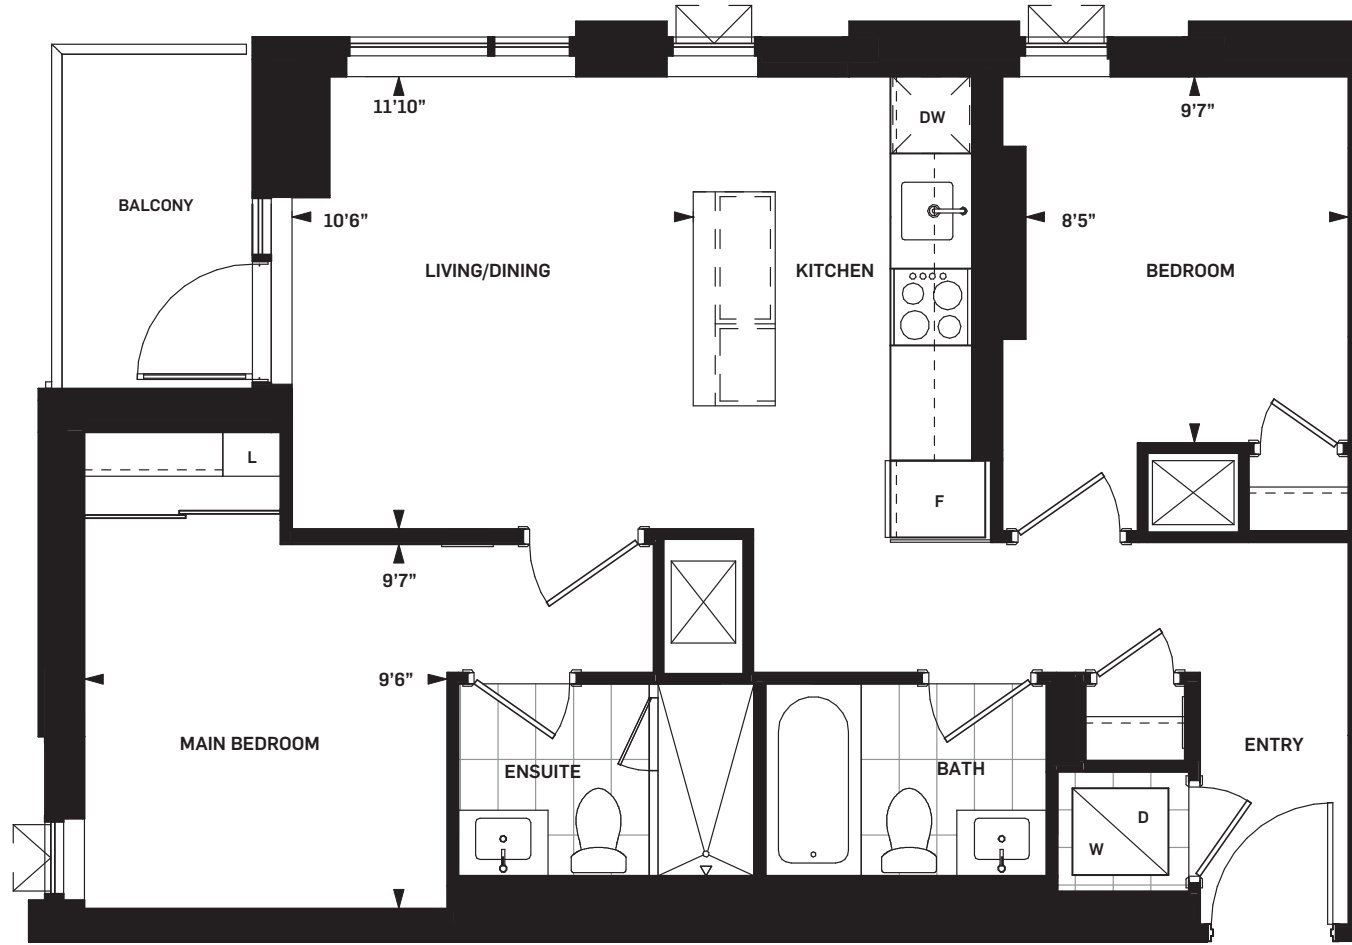 11'10"
9'7"
DW
BALCONY
10'6"
8'5"
LIVING/DINING
KITCHEN
BEDROOM
L
F
9'7"
9'6"
MAIN BEDROOM
ENTRY
ENSUITE
BATH
D
W